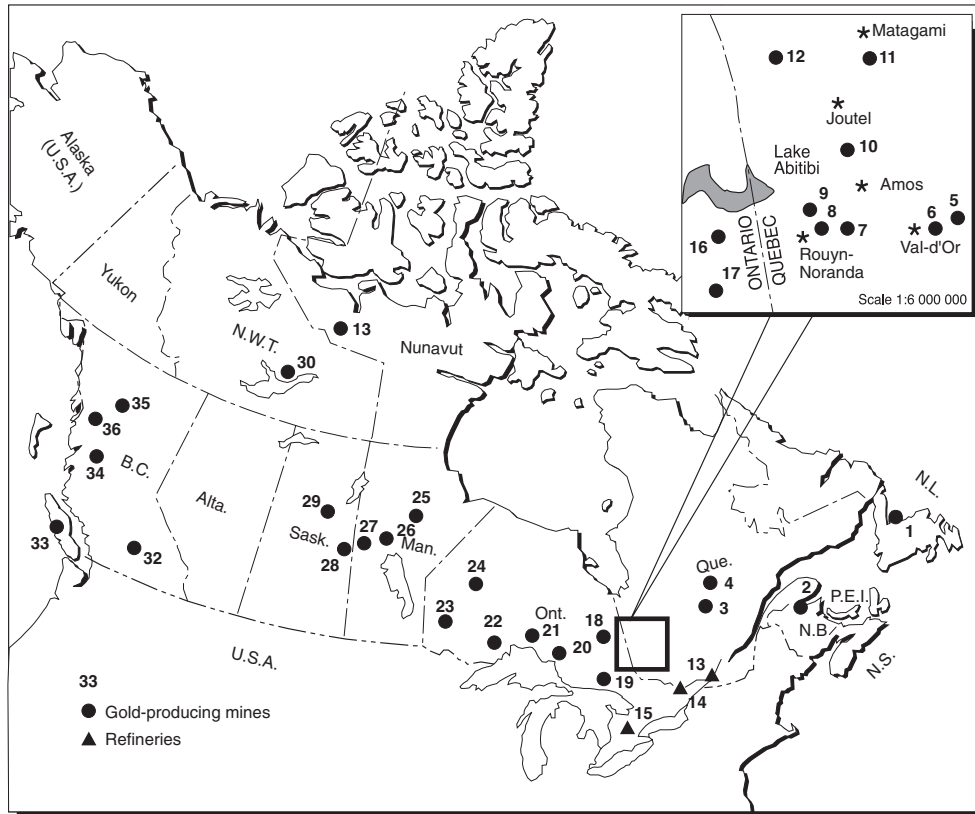 Matagami
12
11
Joutel
10
Lake
Abitibi
Amos
9
8
7
6
5
Val-d'Or
Rouyn-
Noranda
16
17
ONTARIO
QUEBEC
Scale 1:6 000 000
Alaska
(U.S.A.)
Yukon
N.W.T.
13
Nunavut
30
35
36
34
B.C.
Alta.
29
Sask.
28
27
26
25
Man.
33
32
24
23
22
Ont.
21
20
18
19
Que.
4
3
2
P.E.I.
N.B
N.S.
N.L.
1
13
14
15
U.S.A.
33
Gold-producing mines
Refineries